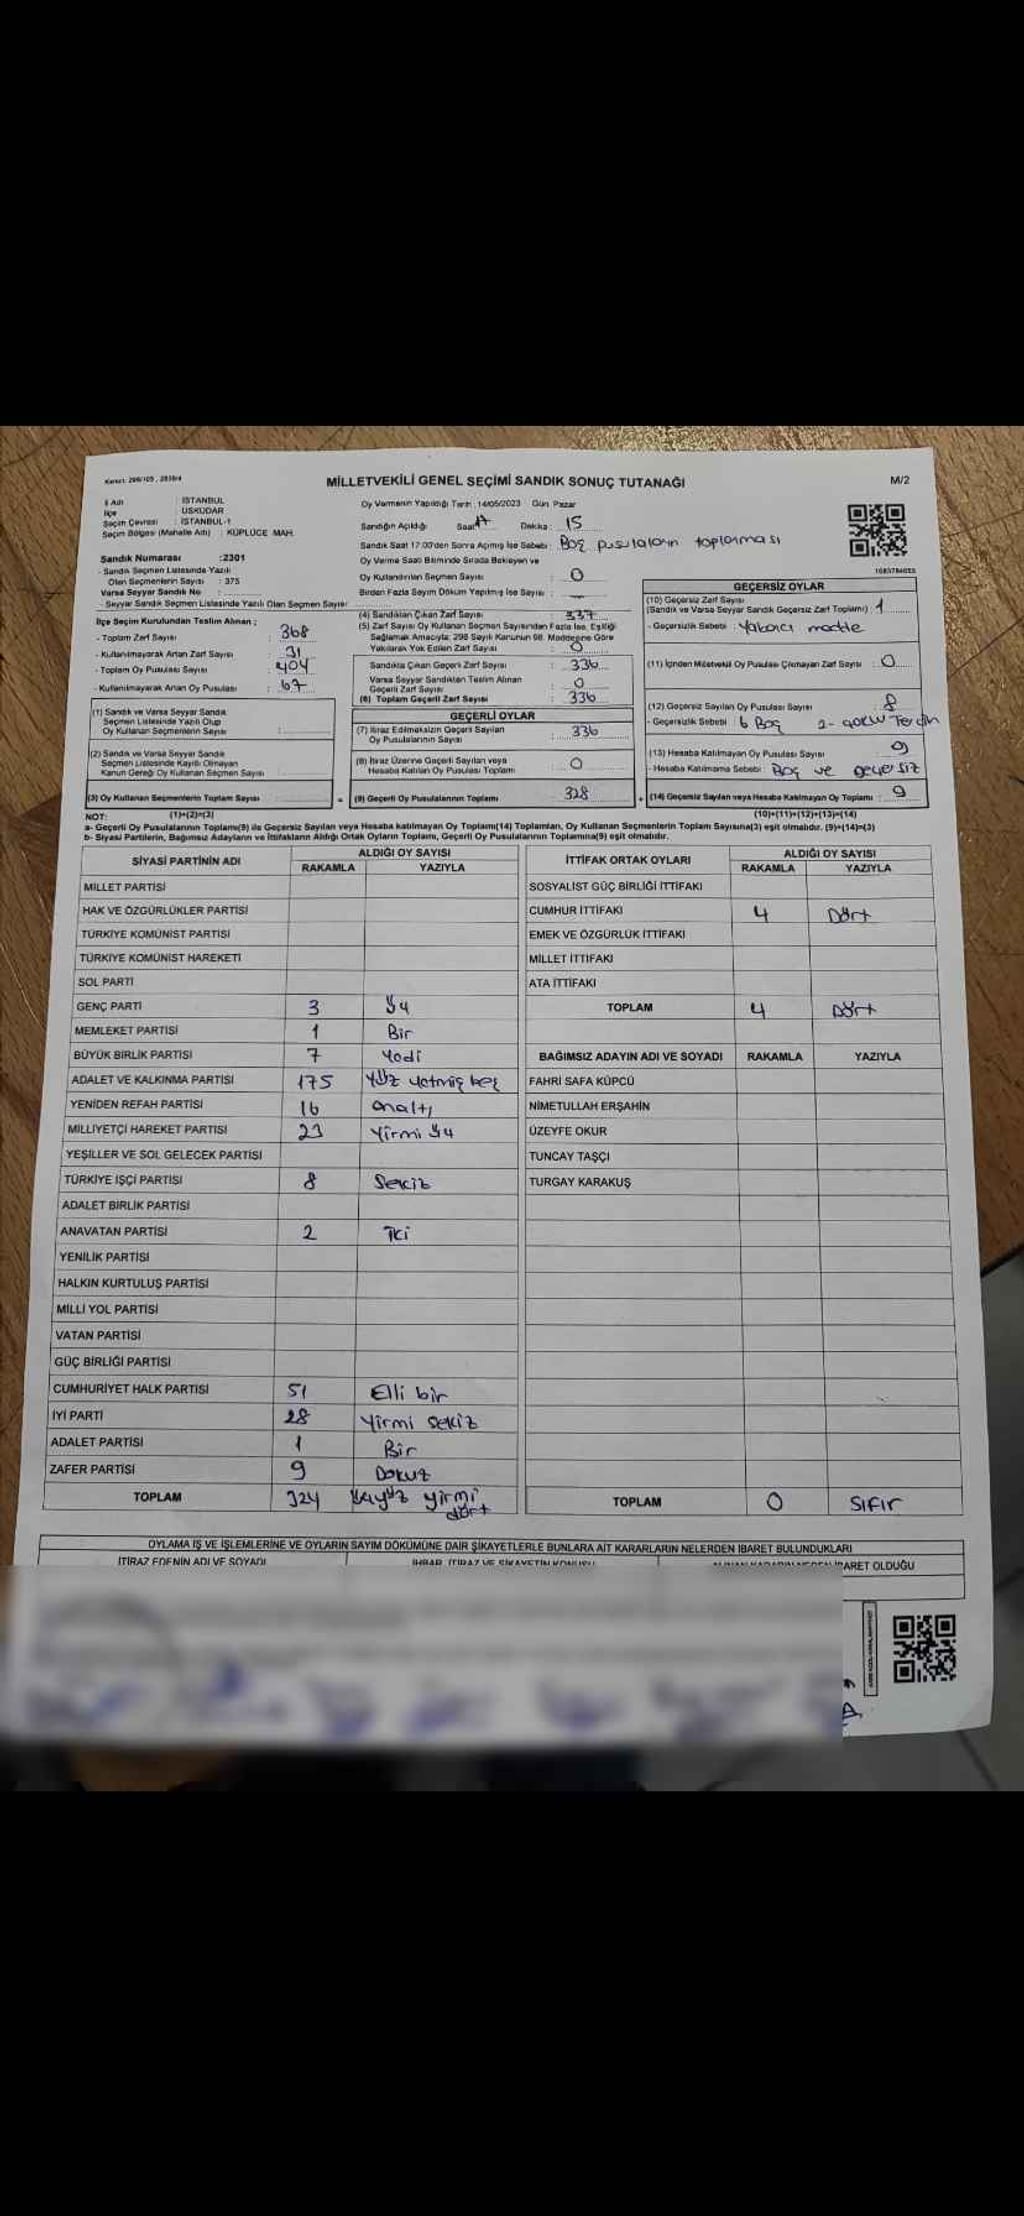 MİLLETVEKİLİ GENEL SEÇİMİ SANDIK SONUÇ TUTANAĞI
M/2
İl Adı : İSTANBUL
İlçe : ÜSKÜDAR
Seçim Çevresi : İSTANBUL-1
Seçim Bölgesi (Mahalle Adı) : KÜPLÜCE MAH.
Sandık Numarası :2301
- Sandık Seçmen Listesinde Yazılı
Olan Seçmenlerin Sayısı : 375
Varsa Seyyar Sandık No :
- Seyyar Sandık Seçmen Listesinde Yazılı Olan Seçmen Sayısı
İlçe Seçim Kurulundan Teslim Alınan ;
- Toplam Zarf Sayısı : 368
- Kullanılmayarak Artan Zarf Sayısı : 31
- Toplam Oy Pusulası Sayısı : 404
- Kullanılmayarak Artan Oy Pusulası : 67
(1) Sandık ve Varsa Seyyar Sandık
Seçmen Listesinde Yazılı Olup
Oy Kullanan Seçmenlerin Sayısı :
(2) Sandık ve Varsa Seyyar Sandık
Seçmen Listesinde Kayıtlı Olmayan
Kanun Gereği Oy Kullanan Seçmen Sayısı
(3) Oy Kullanan Seçmenlerin Toplam Sayısı =
Oy Vermenin Yapıldığı Tarih : 14/05/2023 Gün: Pazar
Sandığın Açıldığı Saat 17 Dakika : 15
Sandık Saat 17:00'den Sonra Açılmış İse Sebebi : Boş pusulaların toplanması
Oy Verme Saati Bitiminde Sırada Bekleyen ve
Oy Kullandırılan Seçmen Sayısı : 0
Birden Fazla Sayım Döküm Yapılmış İse Sayısı : —
(4) Sandıktan Çıkan Zarf Sayısı : 337
(5) Zarf Sayısı Oy Kullanan Seçmen Sayısından Fazla İse, Eşitliği
Sağlamak Amacıyla; 298 Sayılı Kanunun 98. Maddesine Göre
Yakılarak Yok Edilen Zarf Sayısı : 0
Sandıkta Çıkan Geçerli Zarf Sayısı : 336
Varsa Seyyar Sandıkten Teslim Alınan
Geçerli Zarf Sayısı : 0
(6) Toplam Geçerli Zarf Sayısı : 336
GEÇERLİ OYLAR
(7) İtiraz Edilmeksizin Geçerli Sayılan
Oy Pusulalarının Sayısı : 336
(8) İtiraz Üzerine Geçerli Sayılan veya
Hesaba Katılan Oy Pusulası Toplamı : 0
(9) Geçerli Oy Pusulalarının Toplamı 328 +
GEÇERSİZ OYLAR
(10) Geçersiz Zarf Sayısı
(Sandık ve Varsa Seyyar Sandık Geçersiz Zarf Toplamı) : 1
- Geçersizlik Sebebi : Yabancı madde
(11) İçinden Milletvekili Oy Pusulası Çıkmayan Zarf Sayısı : 0
(12) Geçersiz Sayılan Oy Pusulası Sayısı 8
- Geçersizlik Sebebi 6 Boş 2- çoklu Tercih
(13) Hesaba Katılmayan Oy Pusulası Sayısı 9
- Hesaba Katılmama Sebebi : Boş ve geçersiz
(14) Geçersiz Sayılan veya Hesaba Katılmayan Oy Toplamı : 9
NOT: (1)+(2)=(3) (10)+(11)+(12)+(13)=(14)
a- Geçerli Oy Pusulalarının Toplamı(9) ile Geçersiz Sayılan veya Hesaba katılmayan Oy Toplamı(14) Toplamları, Oy Kullanan Seçmenlerin Toplam Sayısına(3) eşit olmalıdır. (9)+(14)=(3)
b- Siyasi Partilerin, Bağımsız Adayların ve İttifakların Aldığı Ortak Oyların Toplamı, Geçerli Oy Pusulalarının Toplamına(9) eşit olmalıdır.
SİYASİ PARTİNİN ADI ALDIĞI OY SAYISI
RAKAMLA YAZIYLA
MİLLET PARTİSİ
HAK VE ÖZGÜRLÜKLER PARTİSİ
TÜRKİYE KOMÜNİST PARTİSİ
TÜRKİYE KOMÜNİST HAREKETİ
SOL PARTİ
GENÇ PARTİ 3 Üç
MEMLEKET PARTİSİ 1 Bir
BÜYÜK BİRLİK PARTİSİ 7 Yedi
ADALET VE KALKINMA PARTİSİ 175 Yüz yetmiş beş
YENİDEN REFAH PARTİSİ 16 onaltı
MİLLİYETÇİ HAREKET PARTİSİ 23 Yirmi üç
YEŞİLLER VE SOL GELECEK PARTİSİ
TÜRKİYE İŞÇİ PARTİSİ 8 Sekiz
ADALET BİRLİK PARTİSİ
ANAVATAN PARTİSİ 2 İki
YENİLİK PARTİSİ
HALKIN KURTULUŞ PARTİSİ
MİLLİ YOL PARTİSİ
VATAN PARTİSİ
GÜÇ BİRLİĞİ PARTİSİ
CUMHURİYET HALK PARTİSİ 51 Elli bir
İYİ PARTİ 28 Yirmi sekiz
ADALET PARTİSİ 1 Bir
ZAFER PARTİSİ 9 Dokuz
TOPLAM 324 üçyüz yirmi dört
İTTİFAK ORTAK OYLARI ALDIĞI OY SAYISI
RAKAMLA YAZIYLA
SOSYALİST GÜÇ BİRLİĞİ İTTİFAKI
CUMHUR İTTİFAKI 4 Dört
EMEK VE ÖZGÜRLÜK İTTİFAKI
MİLLET İTTİFAKI
ATA İTTİFAKI
TOPLAM 4 Dört
BAĞIMSIZ ADAYIN ADI VE SOYADI RAKAMLA YAZIYLA
FAHRİ SAFA KÜPCÜ
NİMETULLAH ERŞAHİN
ÜZEYFE OKUR
TUNCAY TAŞÇI
TURGAY KARAKUŞ
TOPLAM 0 SIFIR
OYLAMA İŞ VE İŞLEMLERİNE VE OYLARIN SAYIM DÖKÜMÜNE DAİR ŞİKAYETLERLE BUNLARA AİT KARARLARIN NELERDEN İBARET BULUNDUKLARI
İTİRAZ EDENİN ADI VE SOYADI İHBAR, İTİRAZ VE ŞİKAYETİN KONUSU İBARET OLDUĞU